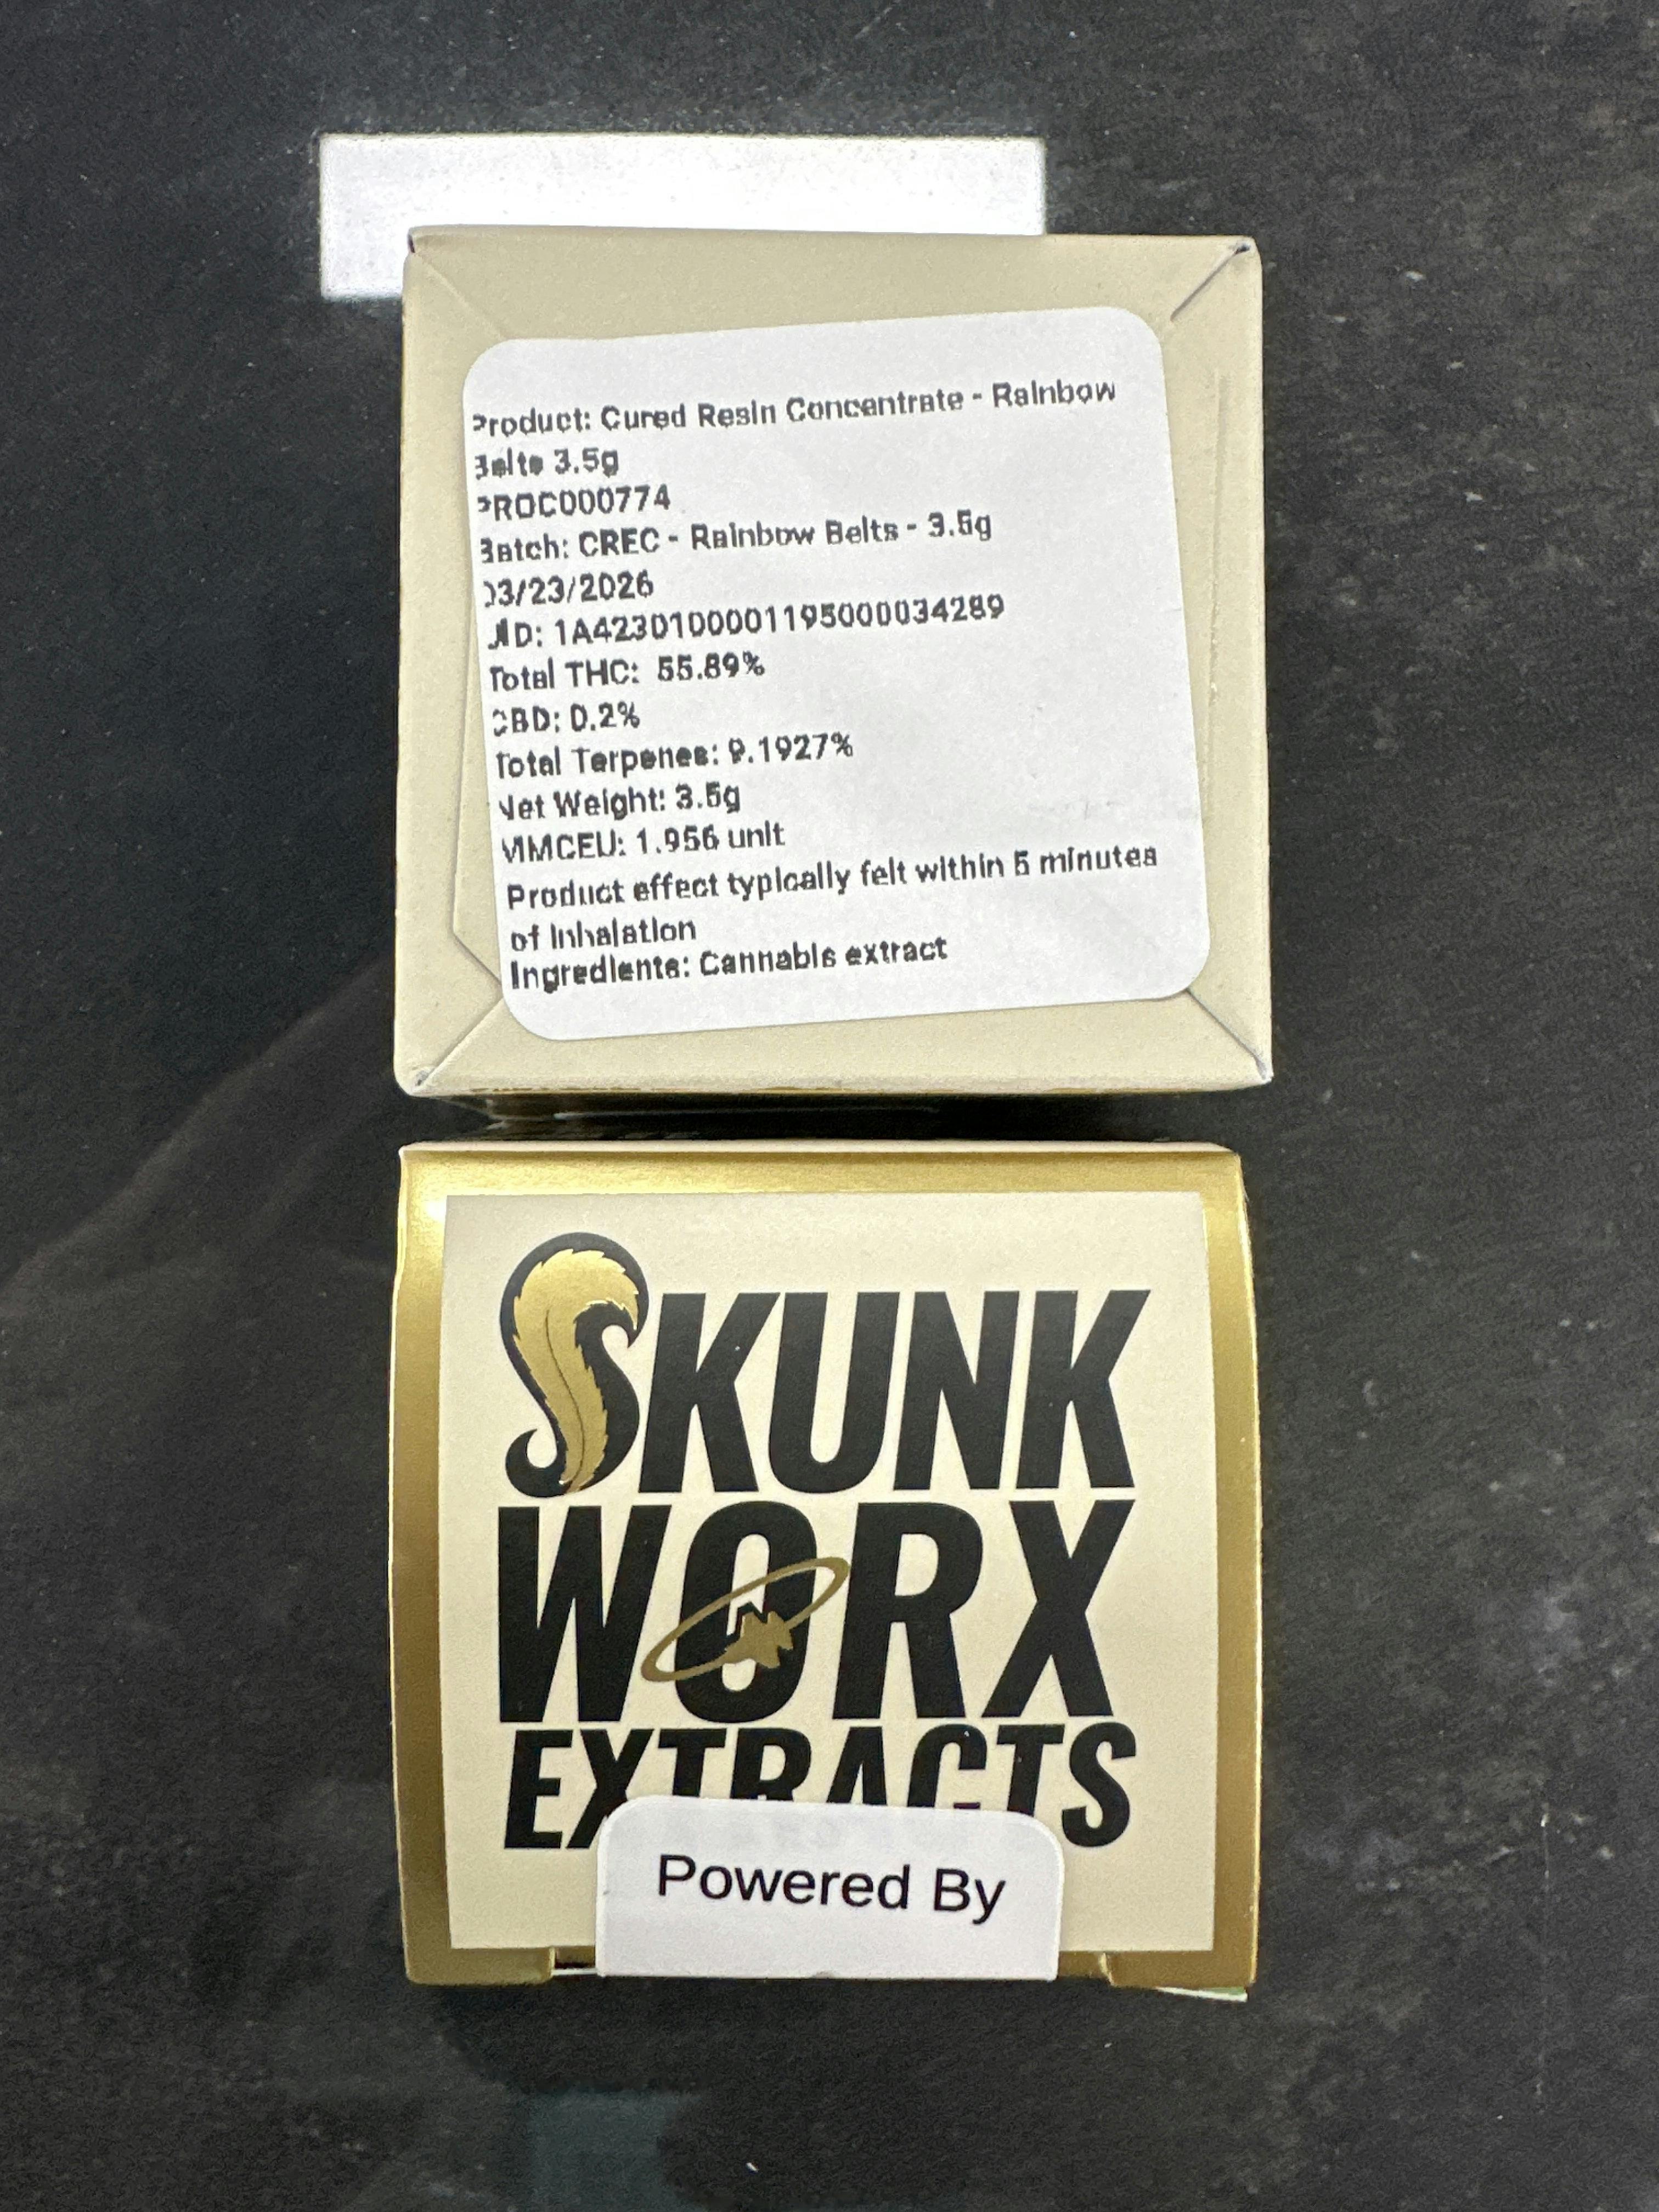 Product: Cured Resin Concentrate - Rainbow
Belts 3.5g
PROC000774
Batch: CREC - Rainbow Belts - 3.5g
03/23/2026
UID: 1A4230100001195000034289
Total THC: 55.89%
CBD: 0.2%
Total Terpenes: 9.1927%
Net Weight: 3.5g
MMCEU: 1.956 unit
Product effect typically felt within 5 minutes
of Inhalation
Ingredients: Cannabis extract
SKUNK
WORX
EXTRACTS
Powered By